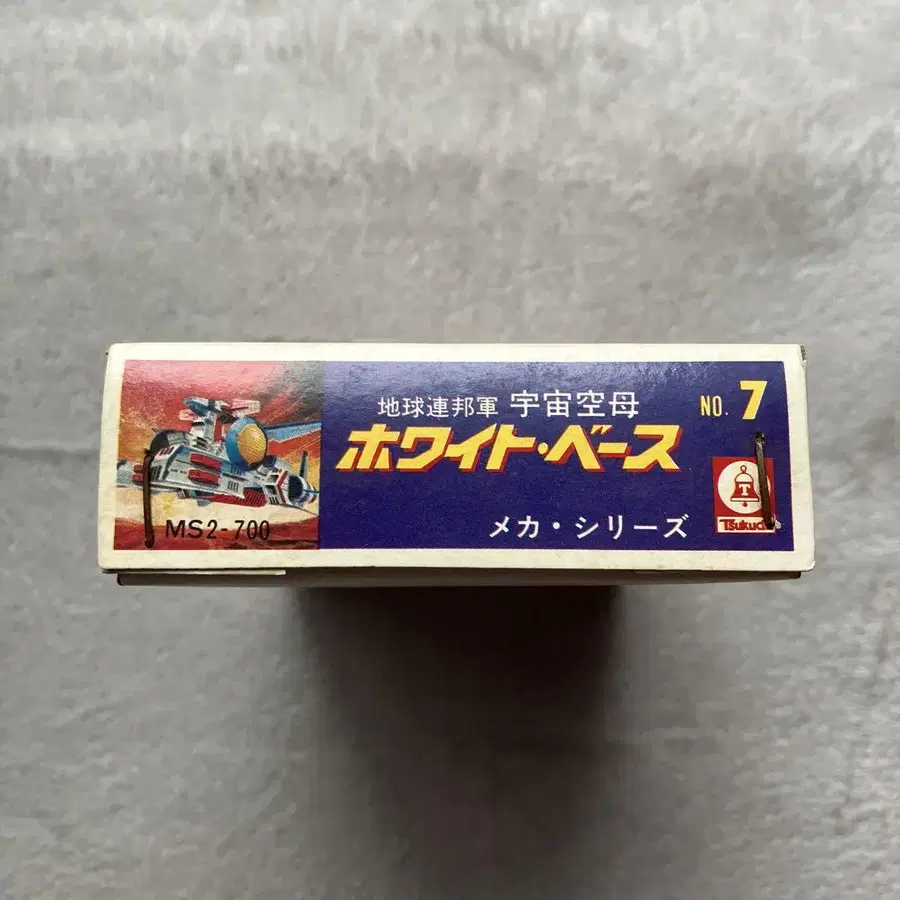 地球連邦軍 宇宙空母
NO. 7
ホワイト・ベース
MS2-700
メカ・シリーズ
T
Tsukuda